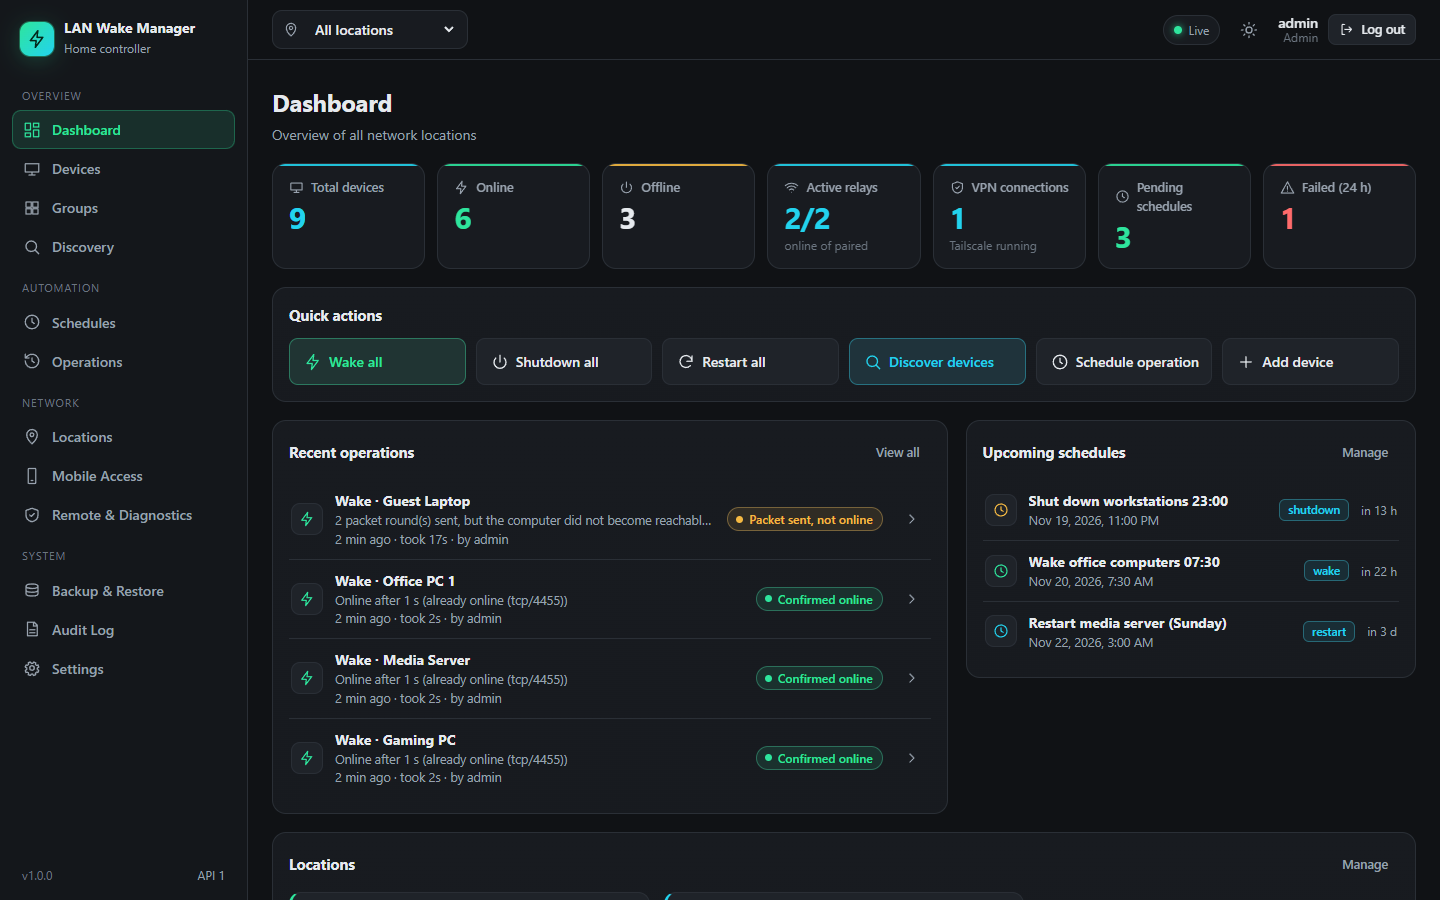 LAN Wake Manager
Home controller
OVERVIEW
Dashboard
Devices
Groups
Discovery
AUTOMATION
Schedules
Operations
NETWORK
Locations
Mobile Access
Remote & Diagnostics
SYSTEM
Backup & Restore
Audit Log
Settings
v1.0.0
API 1
All locations
Live
admin
Admin
Log out
Dashboard
Overview of all network locations
Total devices
9
Online
6
Offline
3
Active relays
2/2
online of paired
VPN connections
1
Tailscale running
Pending
schedules
3
Failed (24 h)
1
Quick actions
Wake all
Shutdown all
Restart all
Discover devices
Schedule operation
Add device
Recent operations
View all
Wake · Guest Laptop
2 packet round(s) sent, but the computer did not become reachabl...
2 min ago · took 17s · by admin
Packet sent, not online
Wake · Office PC 1
Online after 1 s (already online (tcp/4455))
2 min ago · took 2s · by admin
Confirmed online
Wake · Media Server
Online after 1 s (already online (tcp/4455))
2 min ago · took 2s · by admin
Confirmed online
Wake · Gaming PC
Online after 1 s (already online (tcp/4455))
2 min ago · took 2s · by admin
Confirmed online
Upcoming schedules
Manage
Shut down workstations 23:00
Nov 19, 2026, 11:00 PM
shutdown
in 13 h
Wake office computers 07:30
Nov 20, 2026, 7:30 AM
wake
in 22 h
Restart media server (Sunday)
Nov 22, 2026, 3:00 AM
restart
in 3 d
Locations
Manage